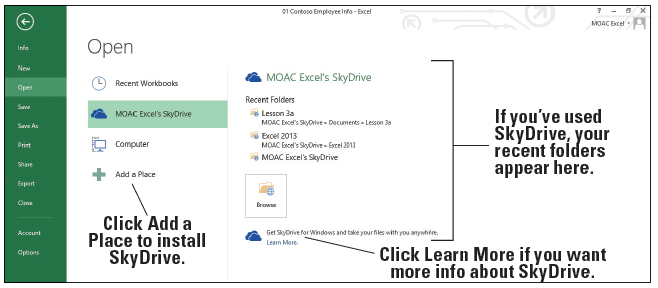 01 Contoso Employee Info - Excel
? - 
MOAC Excel
Info
New
Open
Save
Save As
Print
Share
Export
Close
Account
Options
Open
Recent Workbooks
MOAC Excel's SkyDrive
Computer
Add a Place
MOAC Excel's SkyDrive
Recent Folders
Lesson 3a
MOAC Excel's SkyDrive » Documents » Lesson 3a
Excel 2013
MOAC Excel's SkyDrive » Excel 2013
MOAC Excel's SkyDrive
Browse
Get SkyDrive for Windows and take your files with you anywhere.
Learn More.
Click Add a
Place to install
SkyDrive.
If you've used
SkyDrive, your
recent folders
appear here.
Click Learn More if you want
more info about SkyDrive.